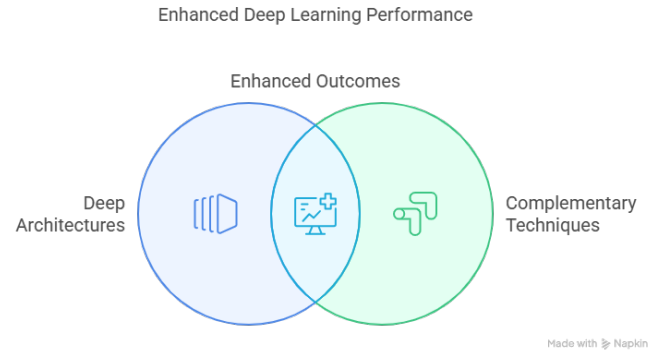 Enhanced Deep Learning Performance
Enhanced Outcomes
Deep
Architectures
Complementary
Techniques
Made with Napkin